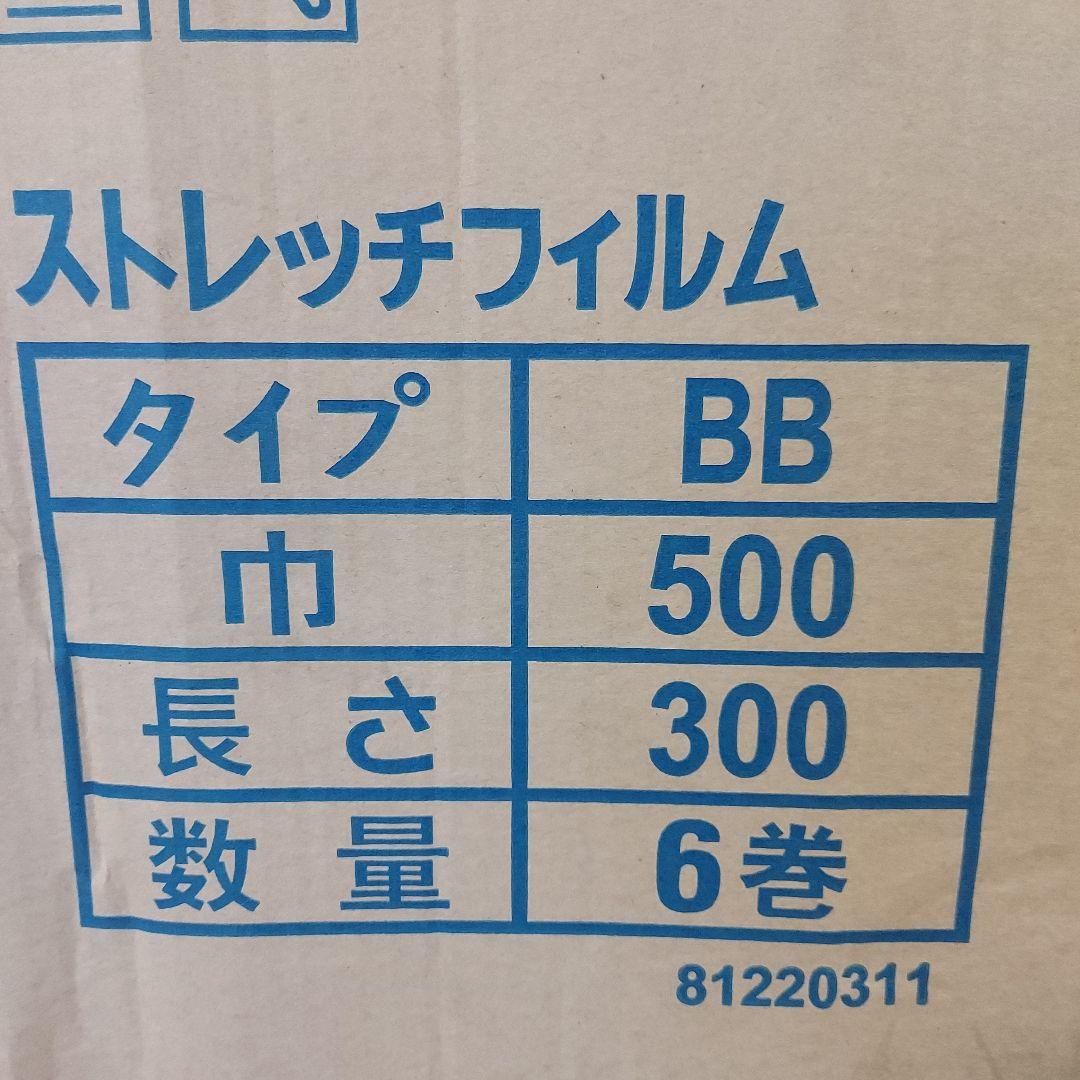 ストレッチフィルム
タイプ BB
巾 500
長さ 300
数量 6巻
81220311